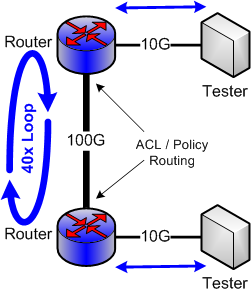 Router
10G
Tester
40x Loop
100G
ACL / Policy
Routing
Router
10G
Tester